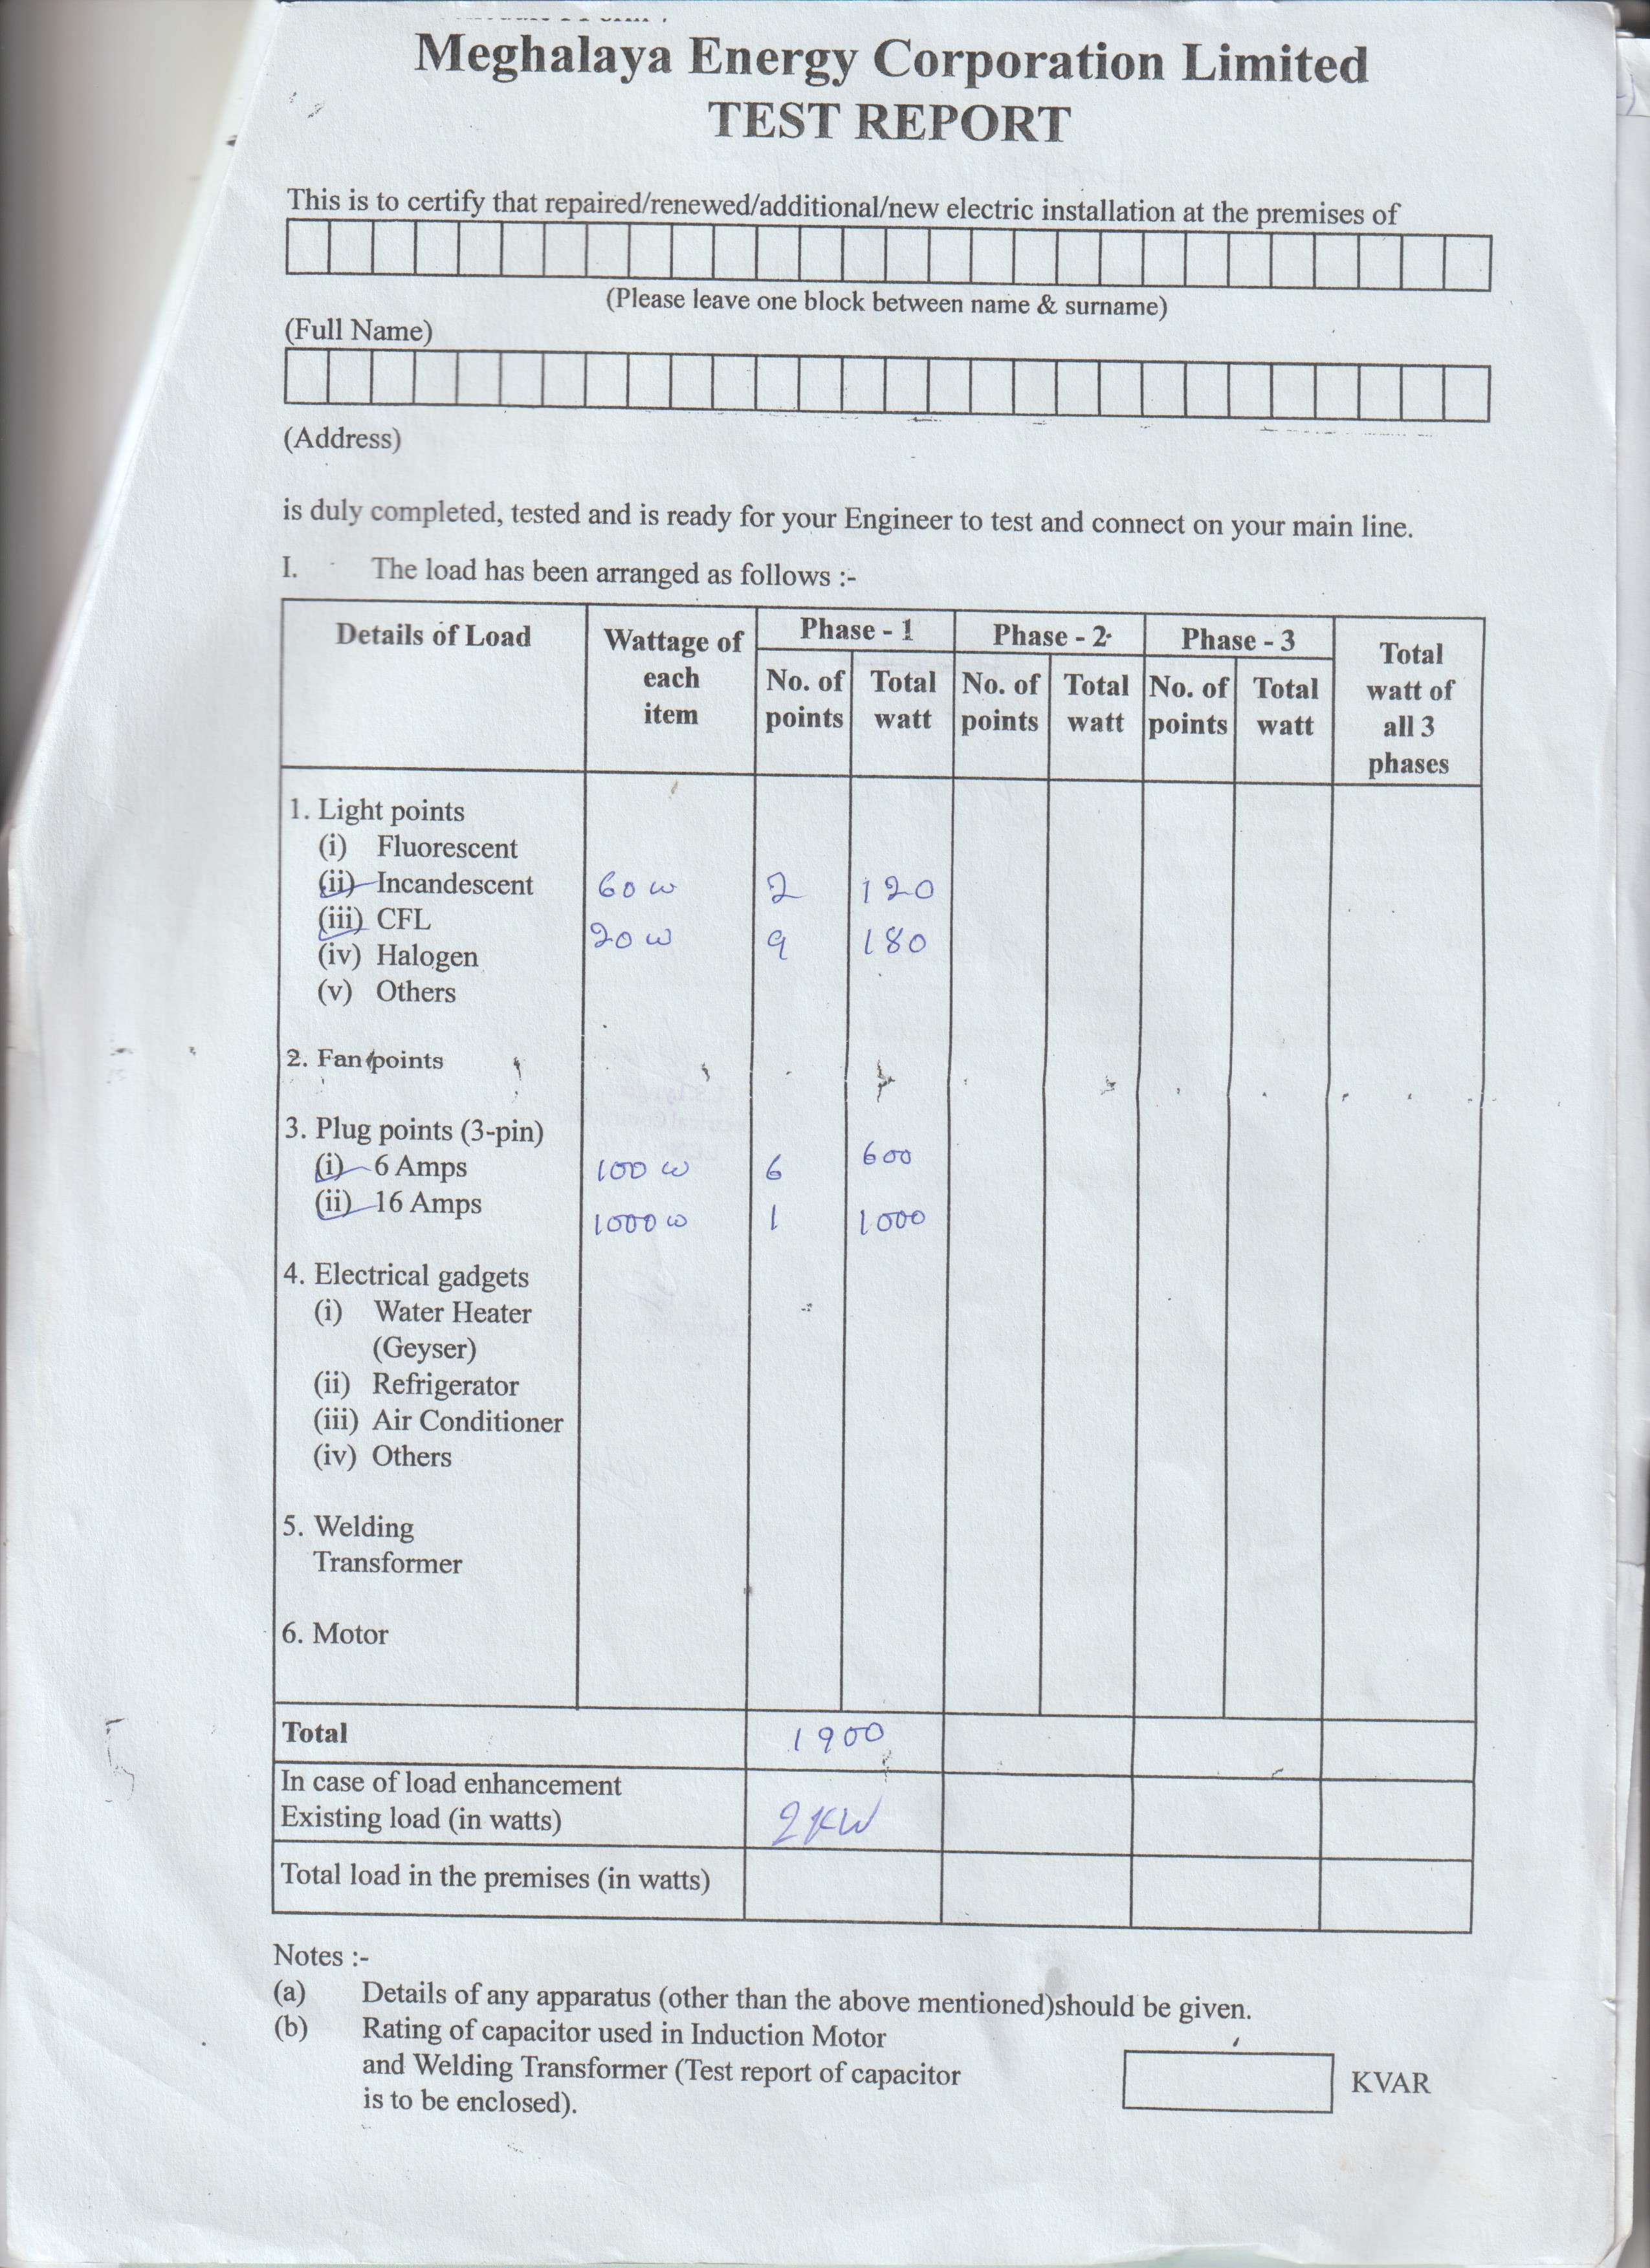 Meghalaya Energy Corporation Limited
TEST REPORT
This is to certify that repaired/renewed/additional/new electric installation at the premises of
(Please leave one block between name & surname)
(Full Name)
(Address)
is duly completed, tested and is ready for your Engineer to test and connect on your main line.
I. The load has been arranged as follows :-
Details of Load Wattage of each item Phase - 1 Phase - 2 Phase - 3 Total watt of all 3 phases
No. of points Total watt No. of points Total watt No. of points Total watt
1. Light points
(i) Fluorescent
(ii) Incandescent 60 w 2 120
(iii) CFL 20 w 9 180
(iv) Halogen
(v) Others
2. Fan points
3. Plug points (3-pin)
(i) 6 Amps 100 w 6 600
(ii) 16 Amps 1000 w 1 1000
4. Electrical gadgets
(i) Water Heater
(Geyser)
(ii) Refrigerator
(iii) Air Conditioner
(iv) Others
5. Welding
Transformer
6. Motor
Total 1900
In case of load enhancement
Existing load (in watts) 2KW
Total load in the premises (in watts)
Notes :-
(a) Details of any apparatus (other than the above mentioned)should be given.
(b) Rating of capacitor used in Induction Motor
and Welding Transformer (Test report of capacitor
is to be enclosed).
KVAR